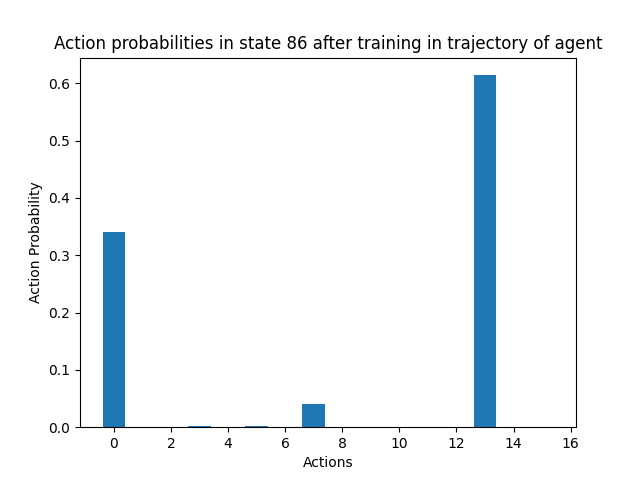 Action probabilities in state 86 after training in trajectory of agent
Action Probability
0.6
0.5
0.4
0.3
0.2
0.1
0.0
0 2 4 6 8 10 12 14 16
Actions